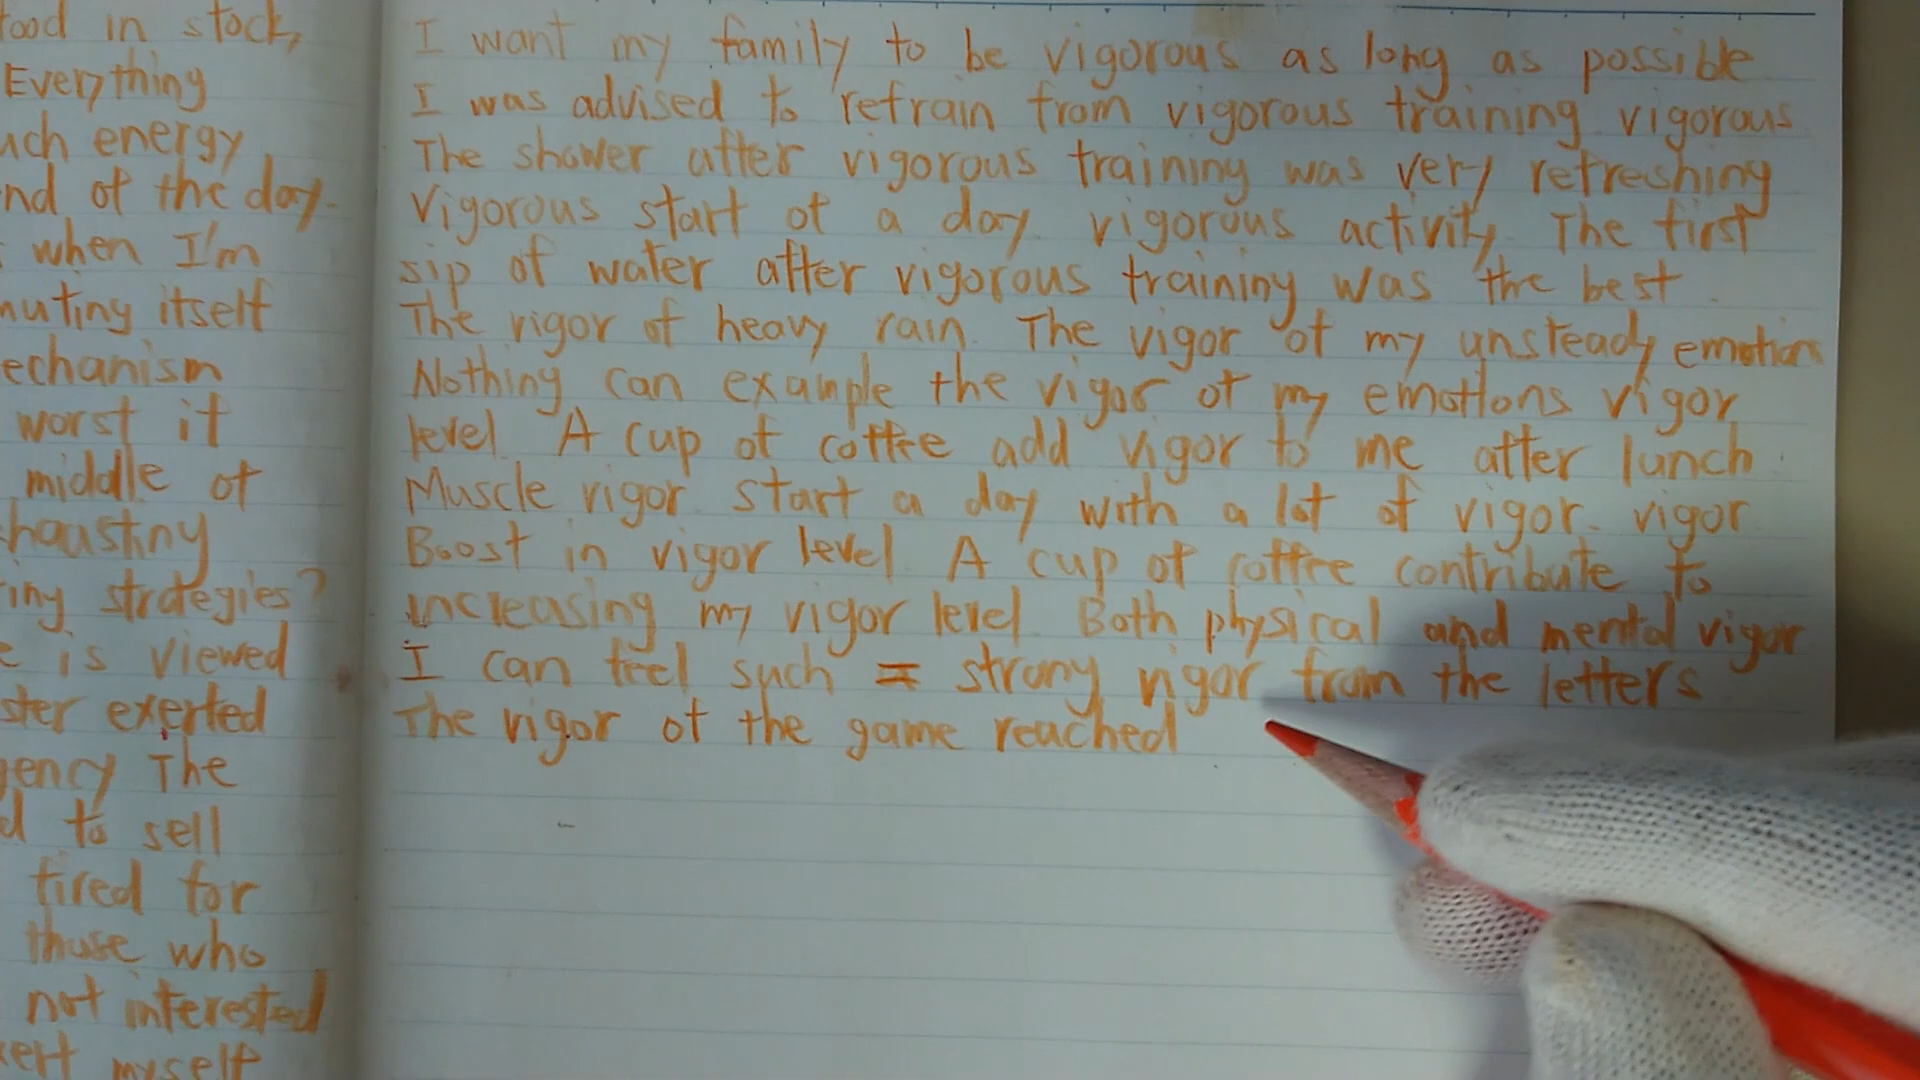 food in stock,
Everything
uch energy
nd of the day.
when I'm
muting itself
echanism
worst it
middle of
haustiny
iny strategies?
e is viewed
ster exerted
gency The
d to sell
tired for
those who
not interested
xert myself
I want my family to be vigorous as long as possible
I was advised to refrain from vigorous training vigorous
The shower after vigorous training was very refreshing
Vigorous start of a day vigorous activity The first
sip of water after vigorous training was the best.
The vigor of heavy rain. The vigor of my unsteady emotions
Nothing can example the vigor of my emotions vigor
level A cup of coffee add vigor to me after lunch
Muscle vigor. start a day with a lot of vigor. vigor
Boost in vigor level A cup of coffee contribute to
increasing my vigor level Both physical and mental vigor
I can feel such strong vigor from the letters
The vigor of the game reached